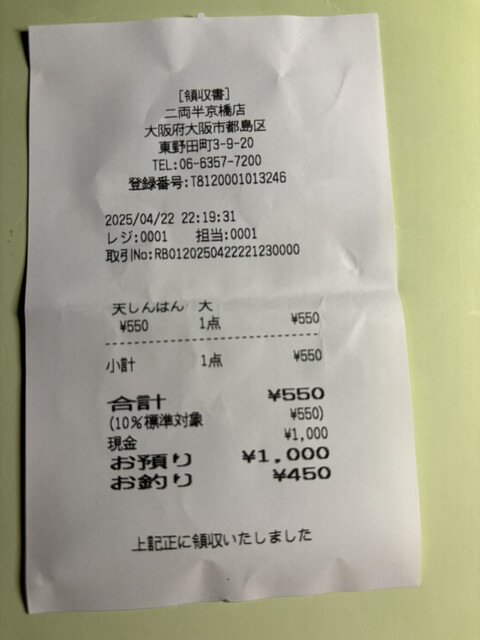 [領収書]
二両半京橋店
大阪府大阪市都島区
東野田町3-9-20
TEL:06-6357-7200
登録番号:T8120001013246
2025/04/22 22:19:31
レジ:0001 担当:0001
取引No:RB0120250422221230000
天しんはん 大
¥550 1点 ¥550
小計 1点 ¥550
合計 ¥550
(10%標準対象 ¥550)
現金 ¥1,000
お預り ¥1,000
お釣り ¥450
上記正に領収いたしました